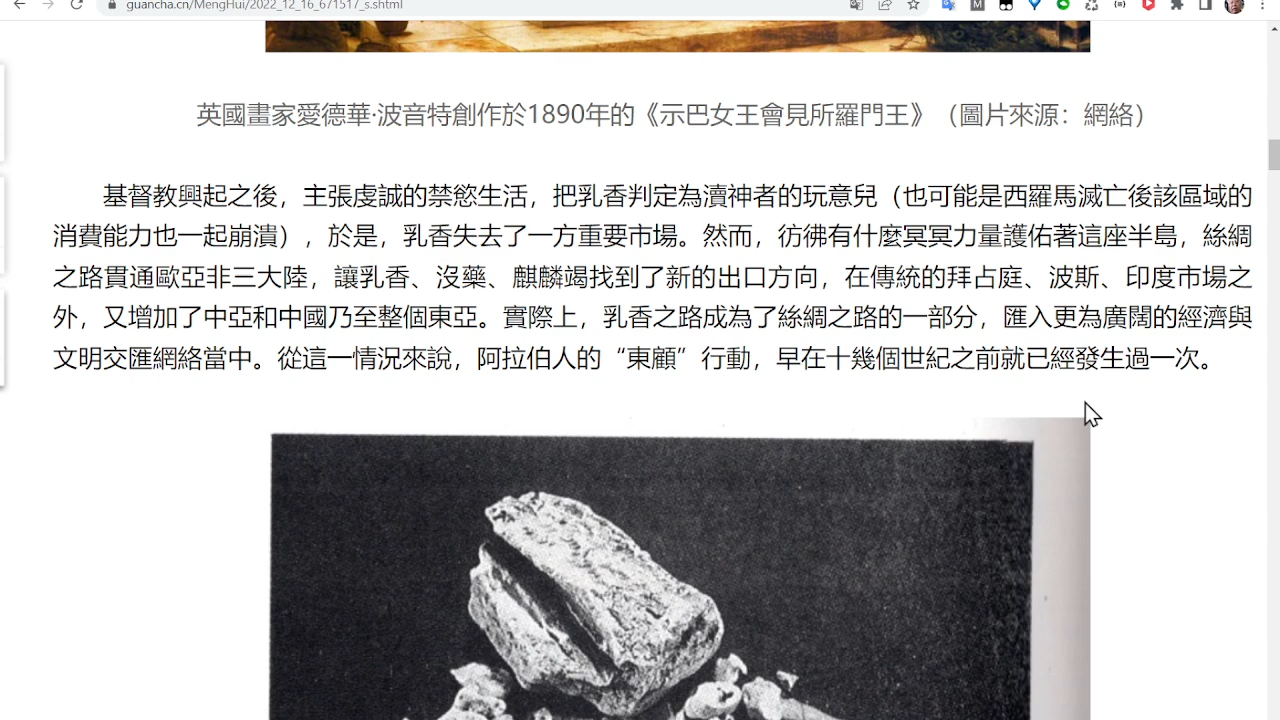 guancha.cn/MengHui/2022_12_16_671517_s.shtml
英國畫家愛德華·波音特創作於1890年的《示巴女王會見所羅門王》（圖片來源：網絡）
基督教興起之後，主張虔誠的禁慾生活，把乳香判定為瀆神者的玩意兒（也可能是西羅馬滅亡後該區域的
消費能力也一起崩潰），於是，乳香失去了一方重要市場。然而，彷彿有什麼冥冥力量護佑著這座半島，絲綢
之路貫通歐亞非三大陸，讓乳香、沒藥、麒麟竭找到了新的出口方向，在傳統的拜占庭、波斯、印度市場之
外，又增加了中亞和中國乃至整個東亞。實際上，乳香之路成為了絲綢之路的一部分，匯入更為廣闊的經濟與
文明交匯網絡當中。從這一情況來說，阿拉伯人的“東顧”行動，早在十幾個世紀之前就已經發生過一次。